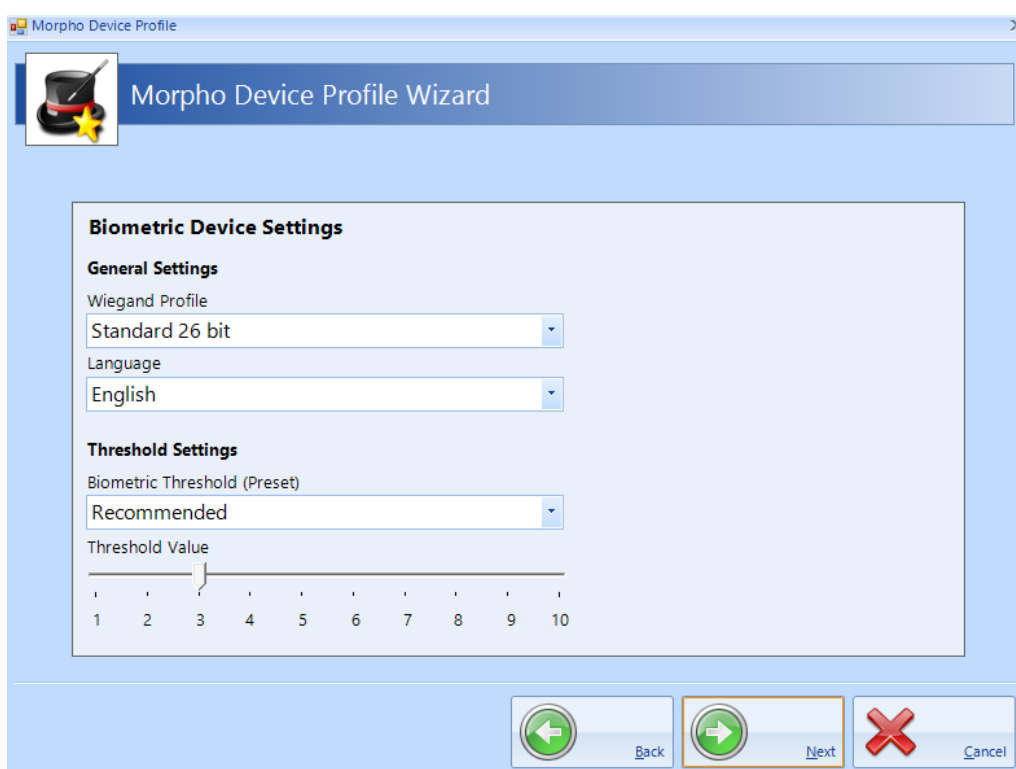 Morpho Device Profile
Morpho Device Profile Wizard
Biometric Device Settings
General Settings
Wiegand Profile
Standard 26 bit
Language
English
Threshold Settings
Biometric Threshold (Preset)
Recommended
Threshold Value
1 2 3 4 5 6 7 8 9 10
Back Next Cancel